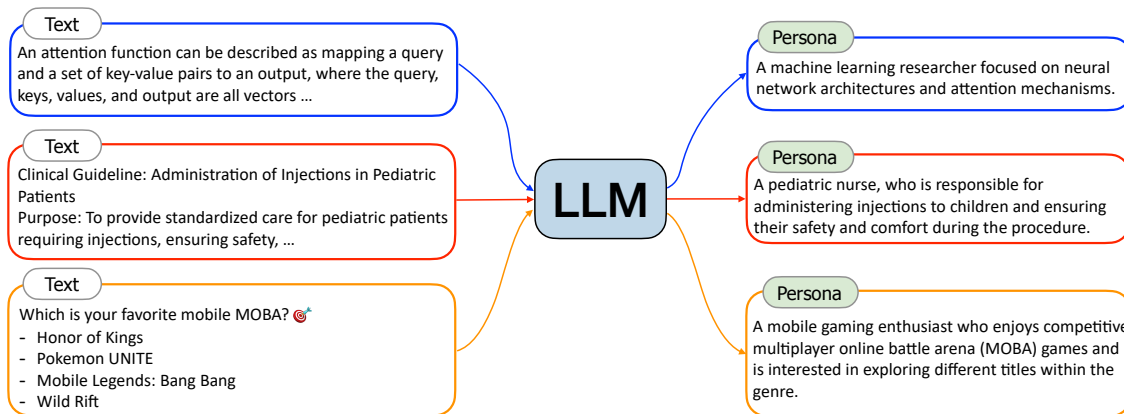 Text
An attention function can be described as mapping a query
and a set of key-value pairs to an output, where the query,
keys, values, and output are all vectors ...
Text
Clinical Guideline: Administration of Injections in Pediatric
Patients
Purpose: To provide standardized care for pediatric patients
requiring injections, ensuring safety, ...
Text
Which is your favorite mobile MOBA? 🎯
- Honor of Kings
- Pokemon UNITE
- Mobile Legends: Bang Bang
- Wild Rift
LLM
Persona
A machine learning researcher focused on neural
network architectures and attention mechanisms.
Persona
A pediatric nurse, who is responsible for
administering injections to children and ensuring
their safety and comfort during the procedure.
Persona
A mobile gaming enthusiast who enjoys competitive
multiplayer online battle arena (MOBA) games and
is interested in exploring different titles within the
genre.